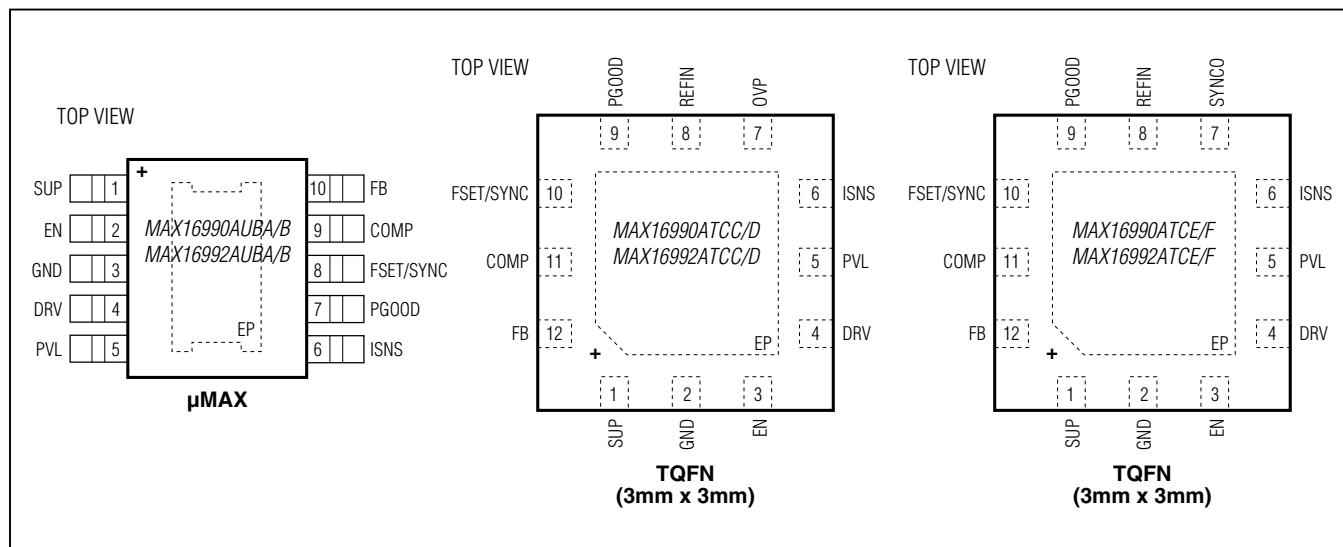 TOP VIEW
+
SUP 1
EN 2
GND 3
DRV 4
PVL 5
10 FB
9 COMP
8 FSET/SYNC
7 PGOOD
6 ISNS
MAX16990AUBA/B
MAX16992AUBA/B
EP
µMAX
TOP VIEW
PGOOD
REFIN
OVP
9
8
7
FSET/SYNC 10
COMP 11
FB 12
6 ISNS
5 PVL
4 DRV
MAX16990ATCC/D
MAX16992ATCC/D
EP
+
1
2
3
SUP
GND
EN
TQFN
(3mm x 3mm)
TOP VIEW
PGOOD
REFIN
SYNCO
9
8
7
FSET/SYNC 10
COMP 11
FB 12
6 ISNS
5 PVL
4 DRV
MAX16990ATCE/F
MAX16992ATCE/F
EP
+
1
2
3
SUP
GND
EN
TQFN
(3mm x 3mm)